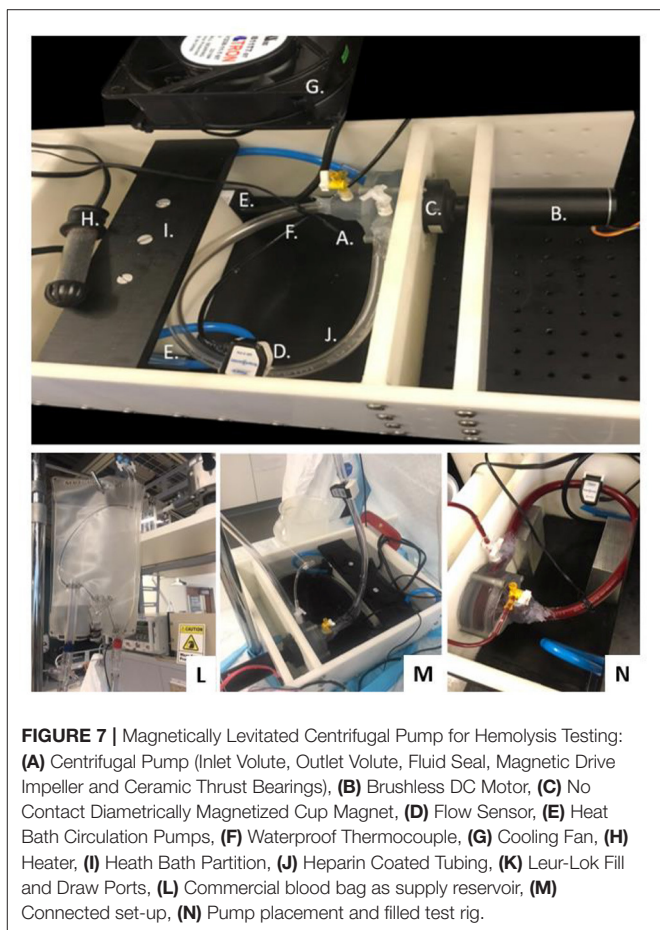 TRON
G.
H.
E.
I.
F.
A.
C.
B.
E.
D.
J.
CAUTION
L
M
N
FIGURE 7 | Magnetically Levitated Centrifugal Pump for Hemolysis Testing:
(A) Centrifugal Pump (Inlet Volute, Outlet Volute, Fluid Seal, Magnetic Drive
Impeller and Ceramic Thrust Bearings), (B) Brushless DC Motor, (C) No
Contact Diametrically Magnetized Cup Magnet, (D) Flow Sensor, (E) Heat
Bath Circulation Pumps, (F) Waterproof Thermocouple, (G) Cooling Fan, (H)
Heater, (I) Heath Bath Partition, (J) Heparin Coated Tubing, (K) Leur-Lok Fill
and Draw Ports, (L) Commercial blood bag as supply reservoir, (M)
Connected set-up, (N) Pump placement and filled test rig.